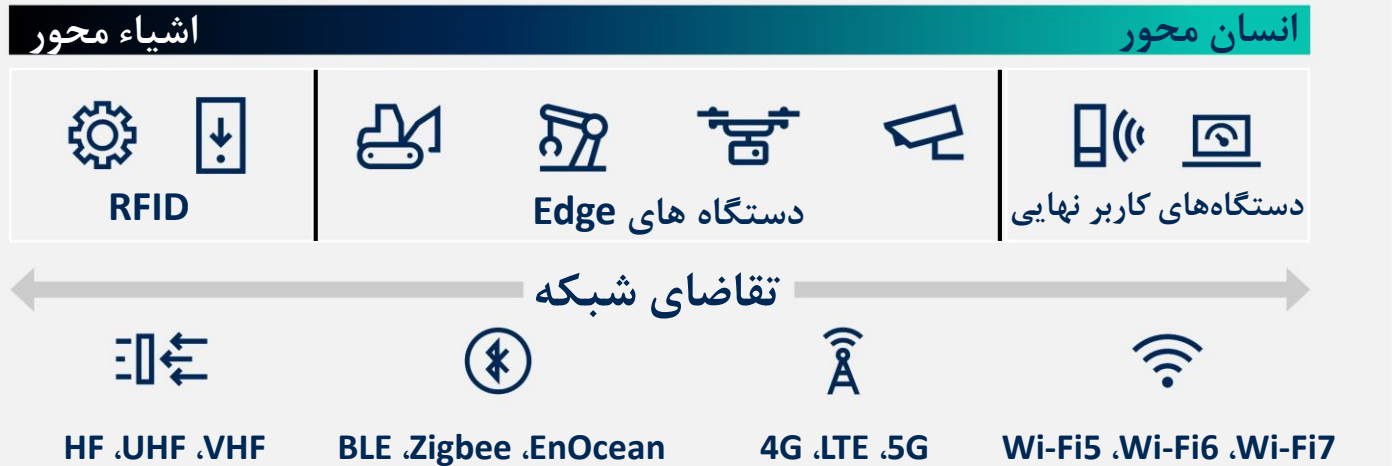 انسان محور
اشیاء محور
دستگاه‌های کاربر نهایی
دستگاه های Edge
RFID
تقاضای شبکه
Wi-Fi5 ،Wi-Fi6 ،Wi-Fi7
4G ،LTE ،5G
BLE ،Zigbee ،EnOcean
HF ،UHF ،VHF